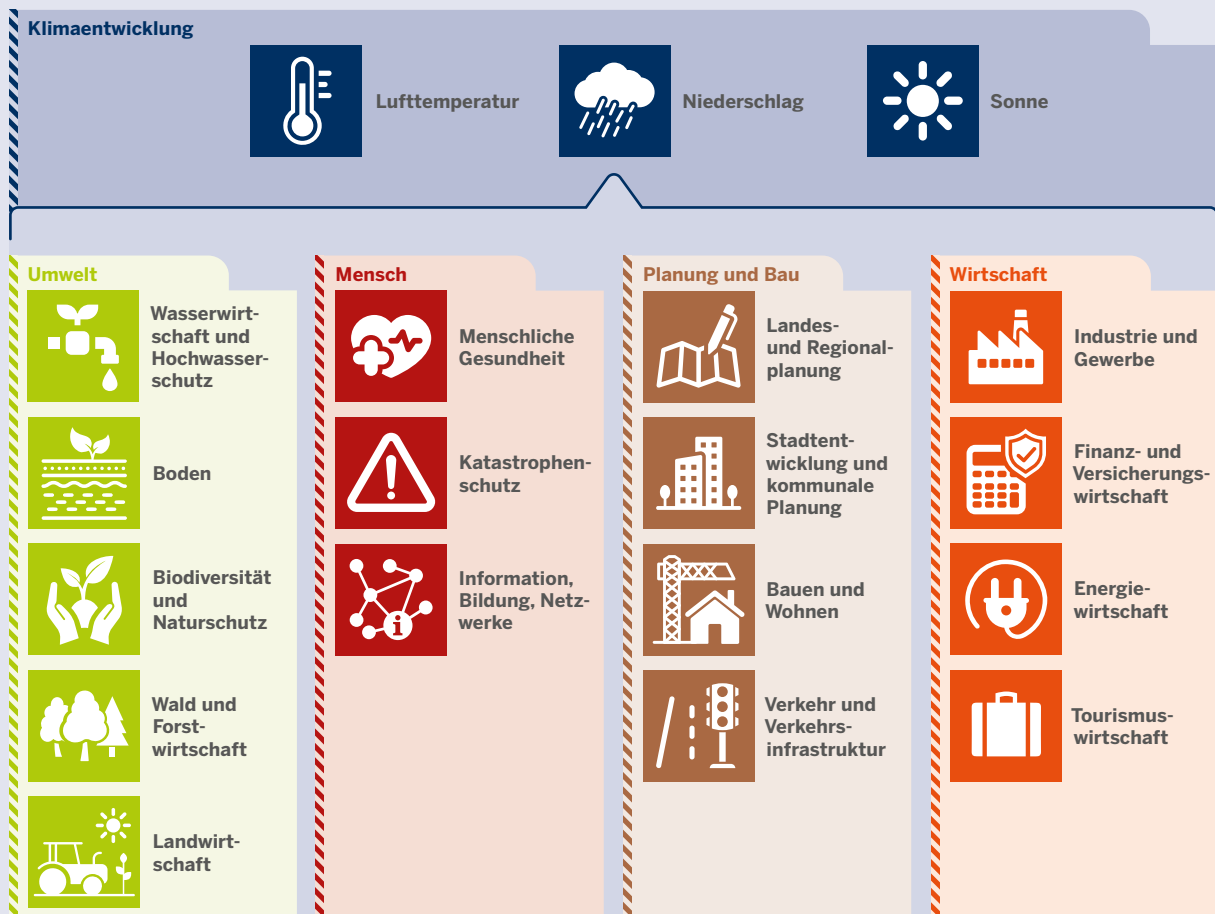 Klimaentwicklung
Lufttemperatur
Niederschlag
Sonne
Umwelt
Wasserwirt-
schaft und
Hochwasser-
schutz
Boden
Biodiversität
und
Naturschutz
Wald und
Forst-
wirtschaft
Landwirt-
schaft
Mensch
Menschliche
Gesundheit
Katastrophen-
schutz
Information,
Bildung, Netz-
werke
i
Planung und Bau
Landes-
und Regional-
planung
Stadtent-
wicklung und
kommunale
Planung
Bauen und
Wohnen
Verkehr und
Verkehrs-
infrastruktur
Wirtschaft
Industrie und
Gewerbe
Finanz- und
Versicherungs-
wirtschaft
Energie-
wirtschaft
Tourismus-
wirtschaft